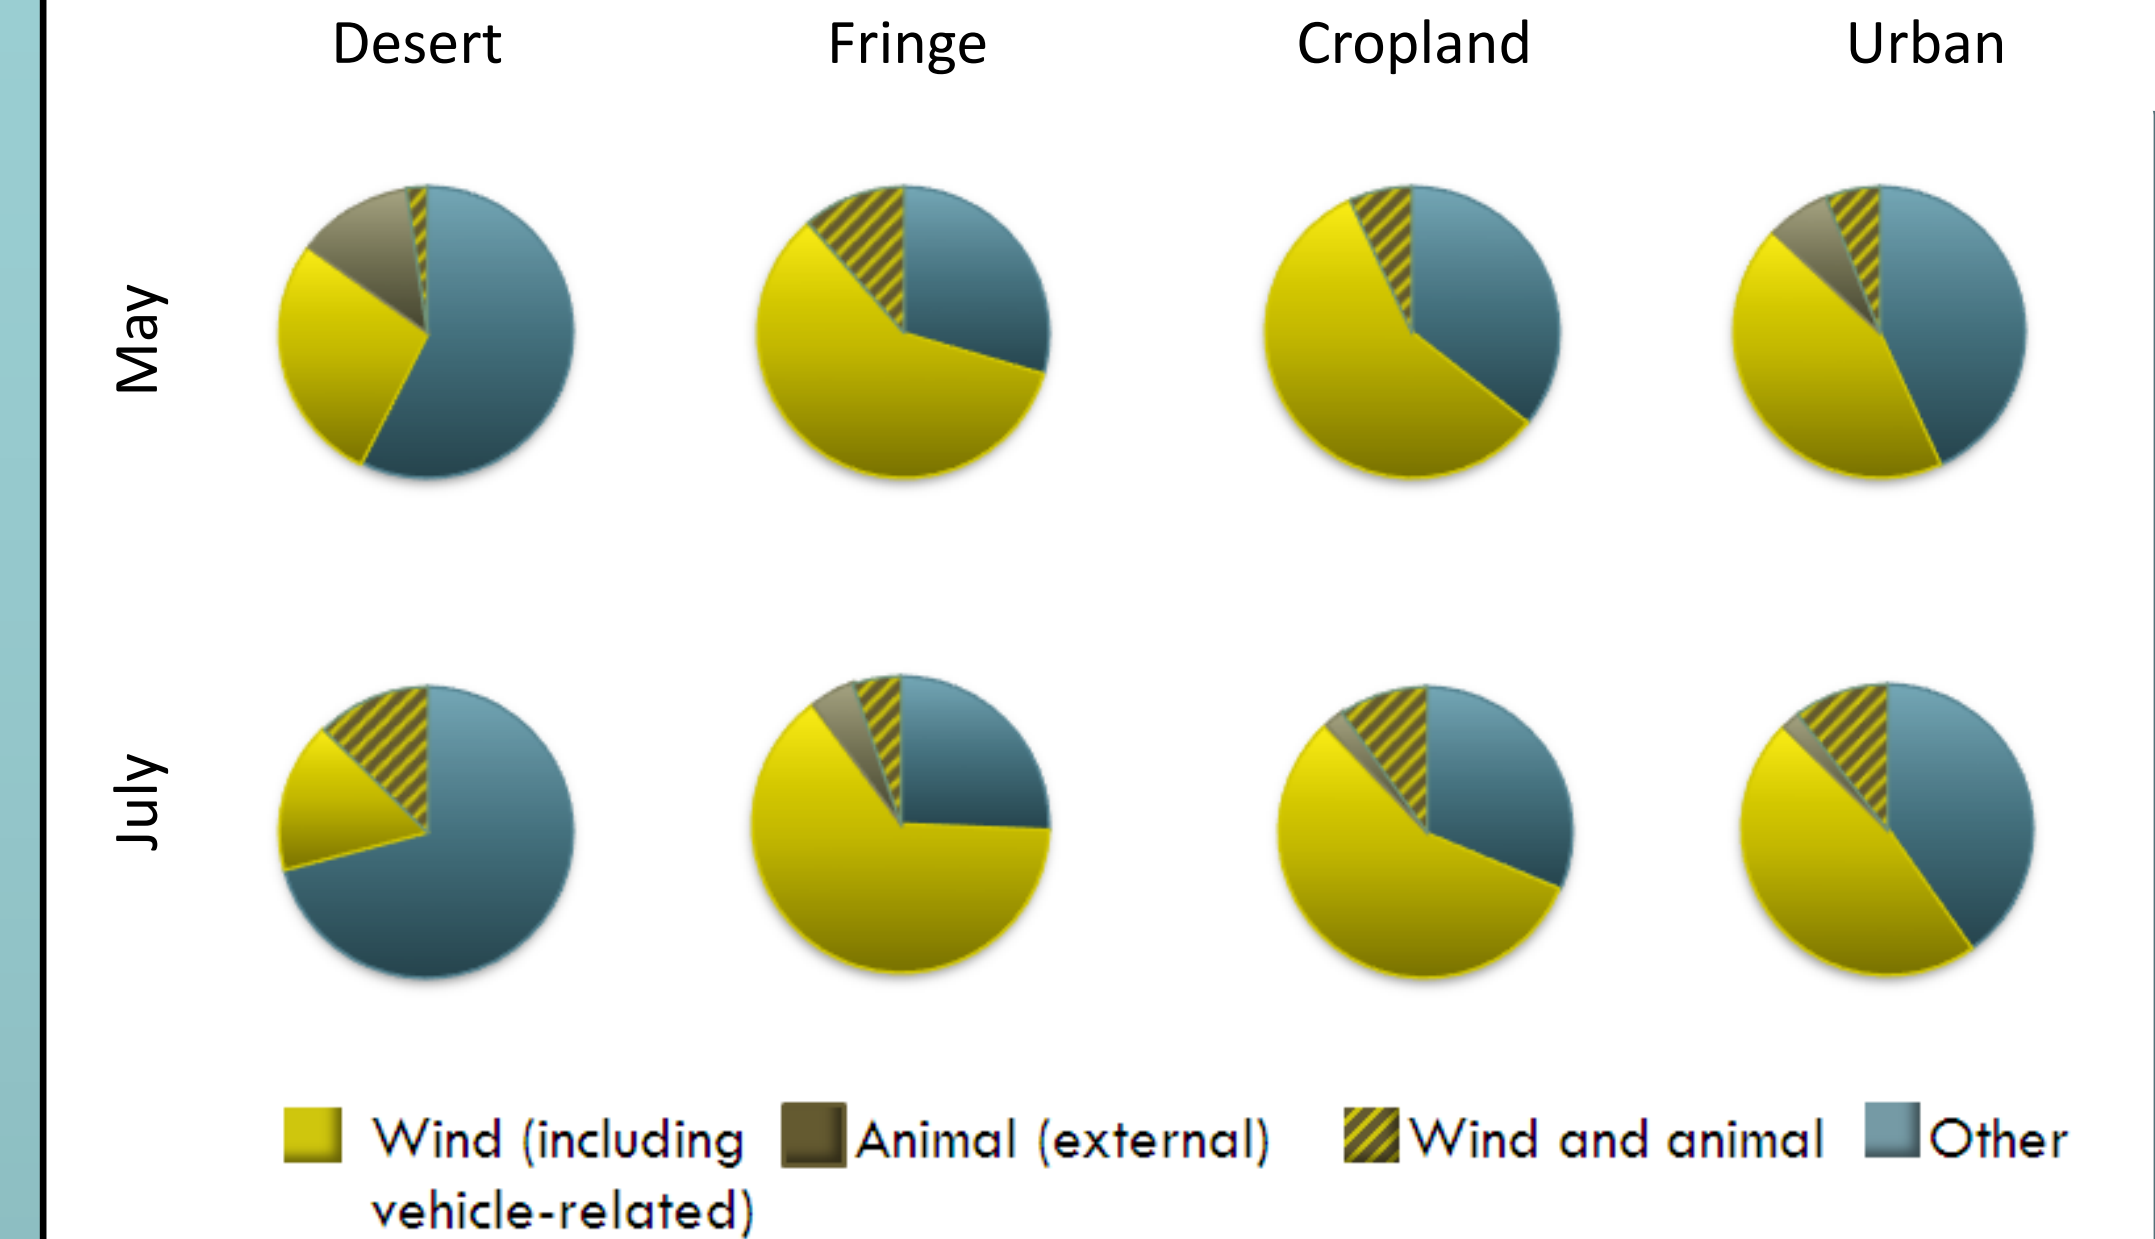 Desert Fringe Cropland Urban
May
July
Wind (including vehicle-related)
Animal (external)
Wind and animal
Other